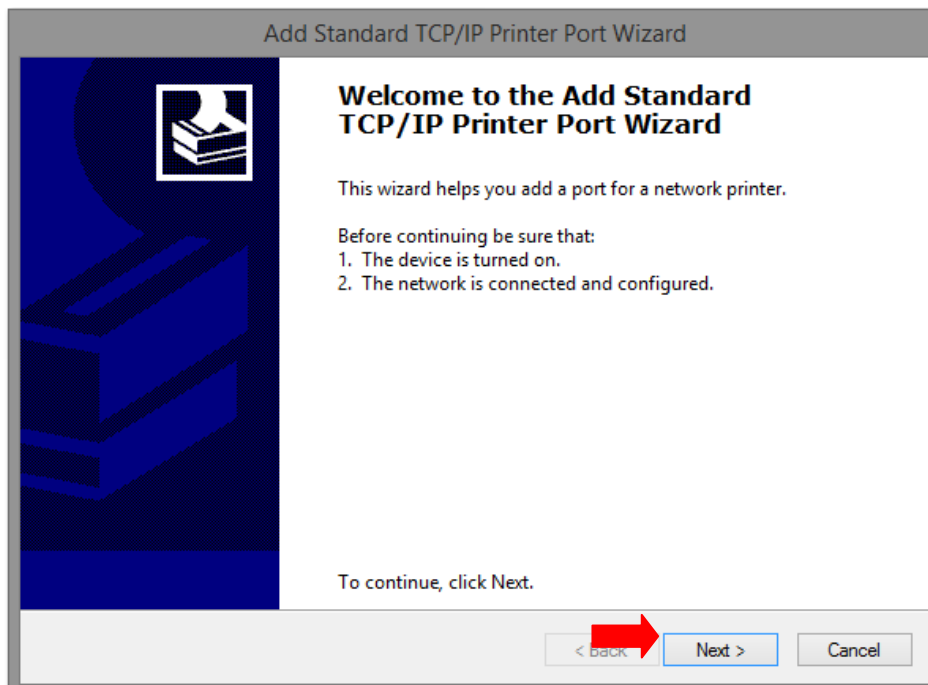 Add Standard TCP/IP Printer Port Wizard
Welcome to the Add Standard
TCP/IP Printer Port Wizard
This wizard helps you add a port for a network printer.
Before continuing be sure that:
1. The device is turned on.
2. The network is connected and configured.
To continue, click Next.
< Back Next > Cancel